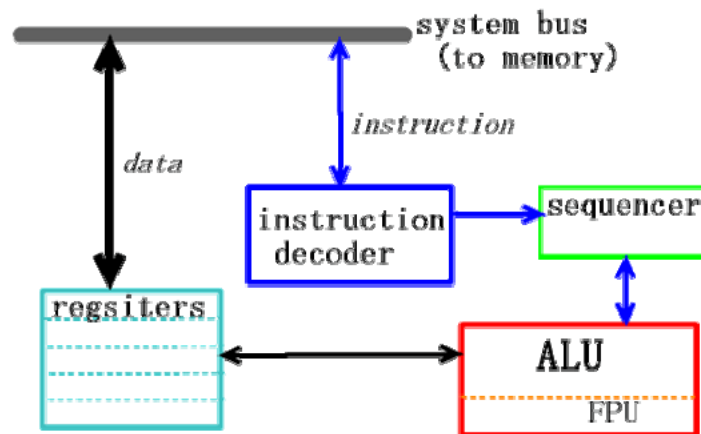 system bus
(to memory)
instruction
data
instruction
decoder
sequencer
regsiters
ALU
FPU